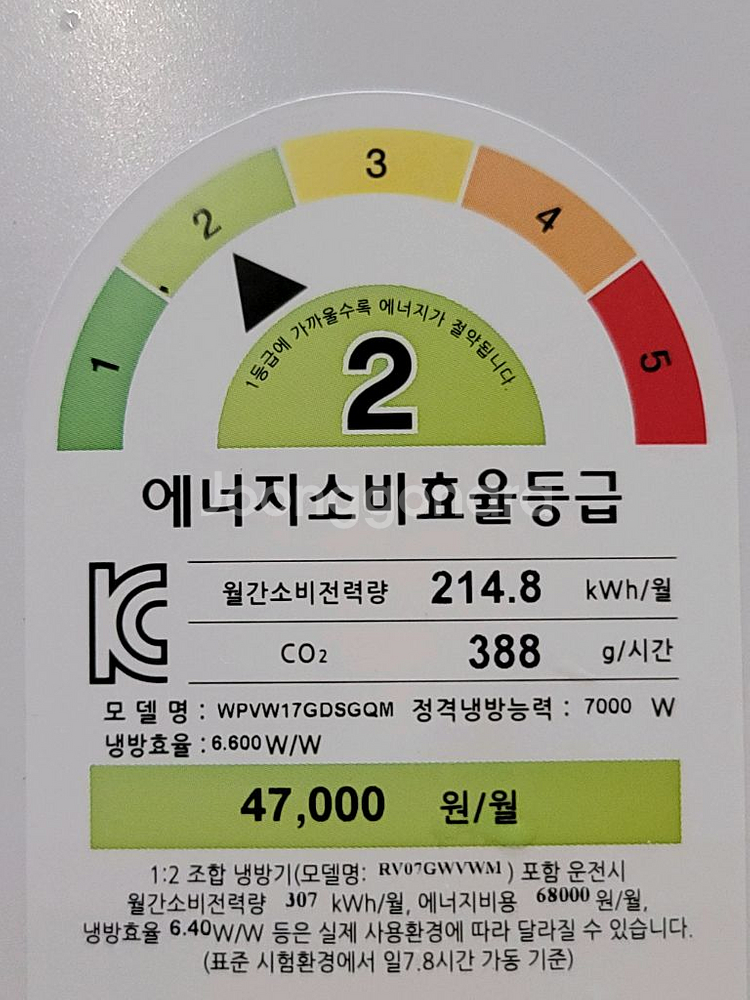 1
2
3
4
5
1등급에 가까울수록 에너지가 절약됩니다.
2
에너지소비효율등급
월간소비전력량 214.8 kWh/월
CO₂ 388 g/시간
모델명 : WPVW17GDSGQM 정격냉방능력 : 7000 W
냉방효율 : 6.600 W/W
47,000 원/월
1:2 조합 냉방기(모델명: RV07GWVWM ) 포함 운전시
월간소비전력량 307 kWh/월, 에너지비용 68000 원/월,
냉방효율 6.40W/W 등은 실제 사용환경에 따라 달라질 수 있습니다.
(표준 시험환경에서 일7.8시간 가동 기준)